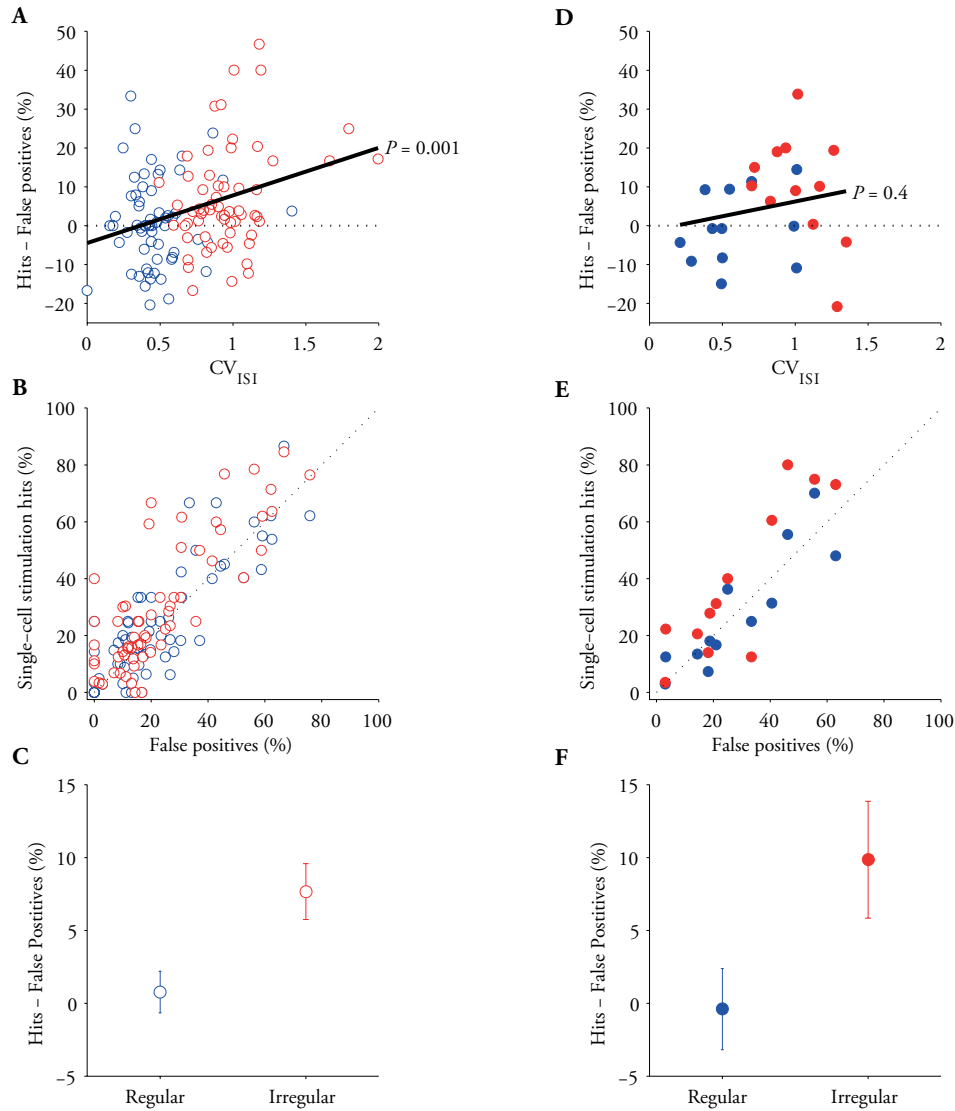 A
Hits – False positives (%)
50
40
30
20
10
0
–10
–20
P = 0.001
0
0.5
1
1.5
2
CV_ISI
D
Hits – False positives (%)
50
40
30
20
10
0
–10
–20
P = 0.4
0
0.5
1
1.5
2
CV_ISI
B
Single–cell stimulation hits (%)
100
80
60
40
20
0
0
20
40
60
80
100
False positives (%)
E
Single–cell stimulation hits (%)
100
80
60
40
20
0
0
20
40
60
80
100
False positives (%)
C
Hits – False Postitives (%)
15
10
5
0
–5
Regular
Irregular
F
Hits – False Postitives (%)
15
10
5
0
–5
Regular
Irregular